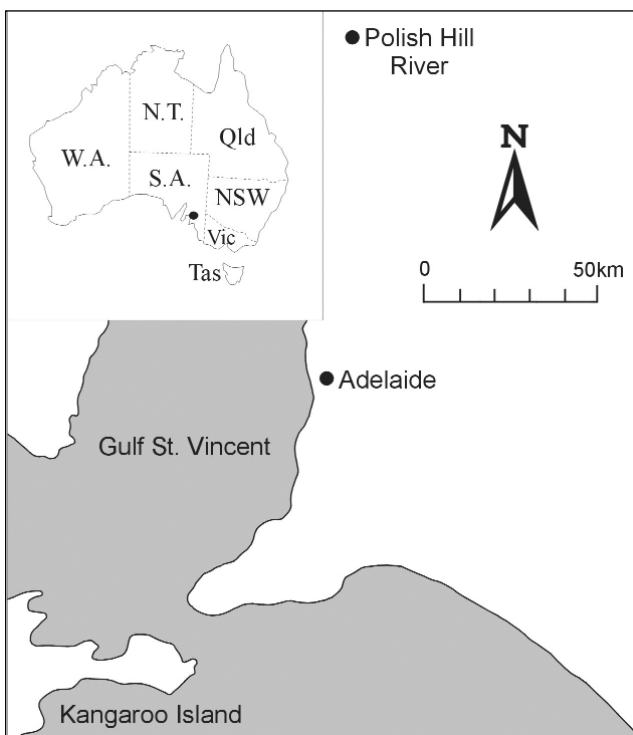 Polish Hill
River
N.T.
Qld
W.A.
S.A.
NSW
Vic
Tas
N
0 50km
Adelaide
Gulf St. Vincent
Kangaroo Island